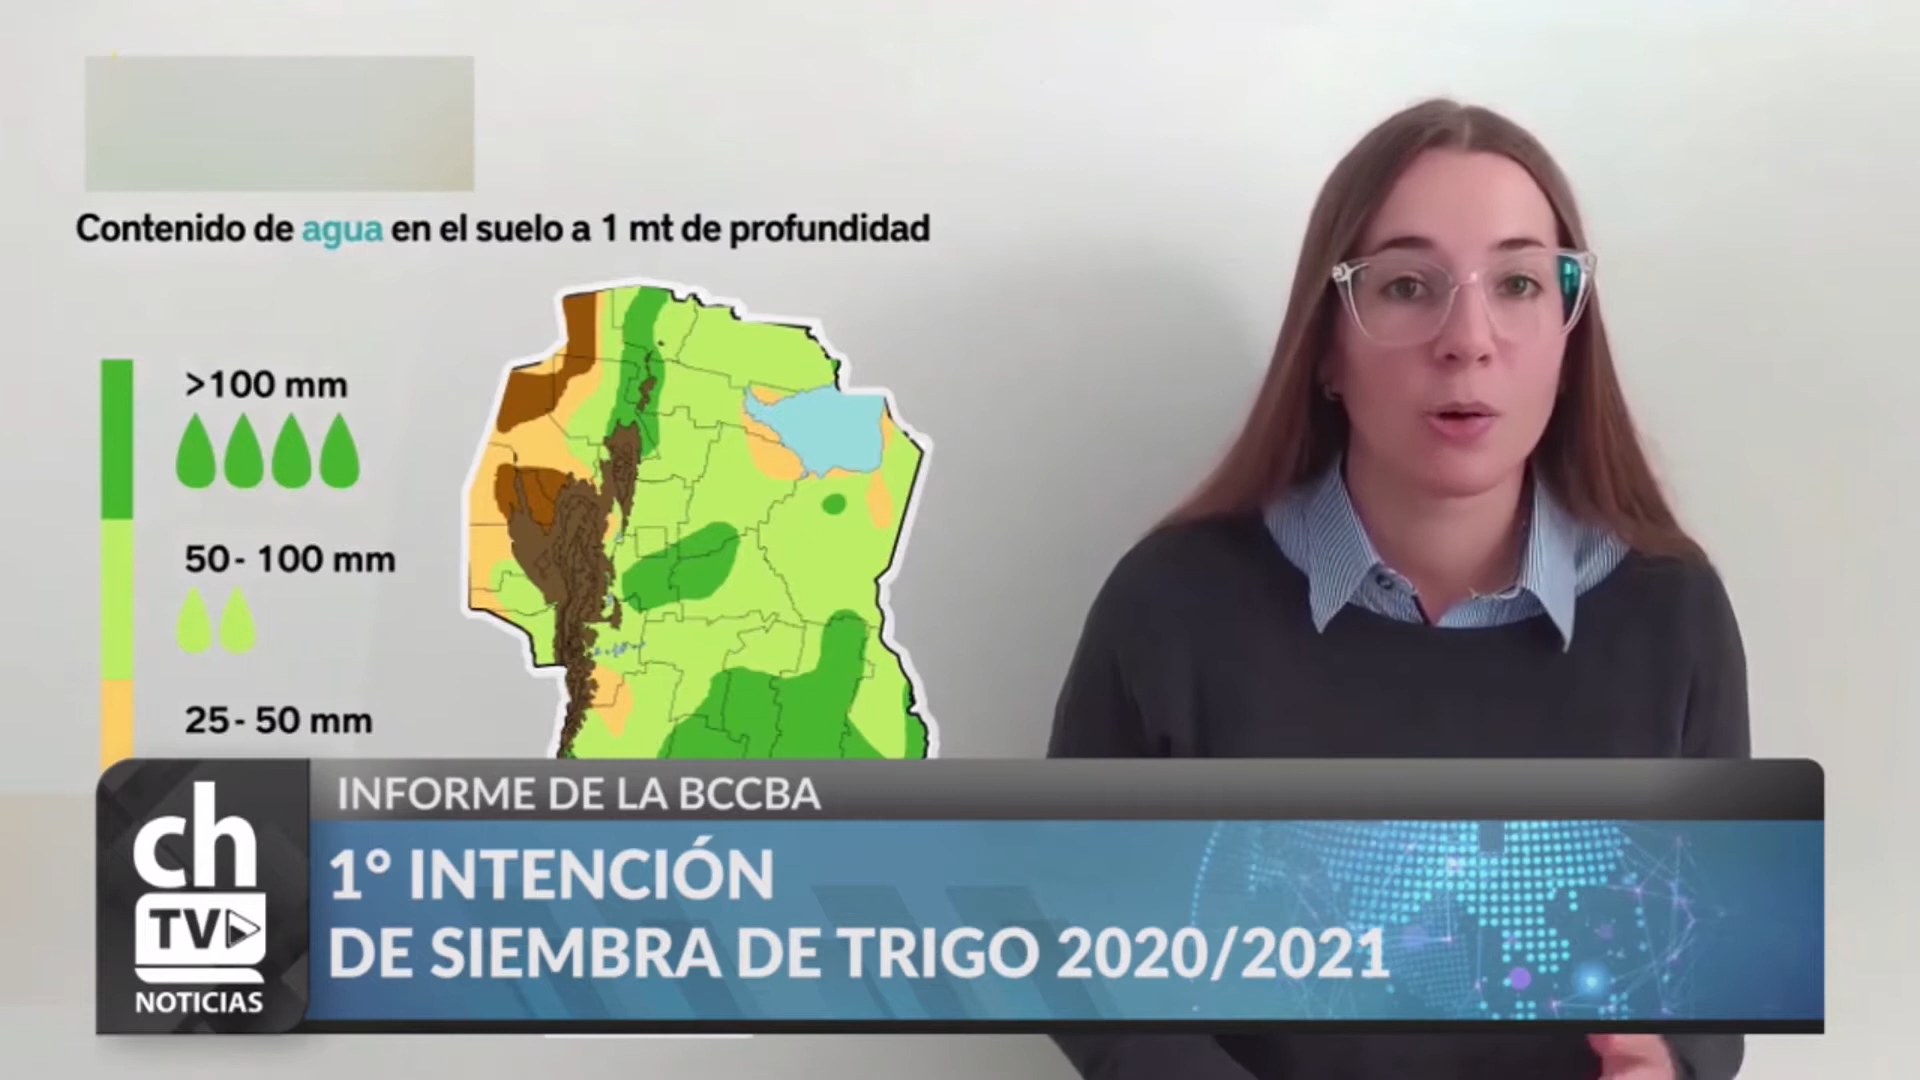 Contenido de agua en el suelo a 1 mt de profundidad
>100 mm
50 - 100 mm
25 - 50 mm
INFORME DE LA BCCBA
1° INTENCIÓN
DE SIEMBRA DE TRIGO 2020/2021
ch
TV
NOTICIAS